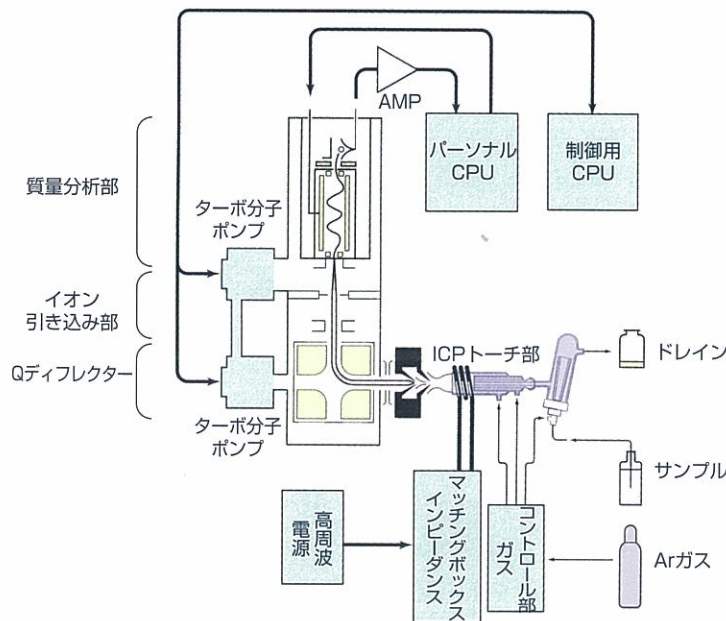 AMP
パーソナル
CPU
制御用
CPU
質量分析部
ターボ分子
ポンプ
イオン
引き込み部
Qディフレクター
ターボ分子
ポンプ
ICPトーチ部
ドレイン
サンプル
高周波
電源
マッチングボックス
インピーダンス
コントロール部
ガス
Arガス